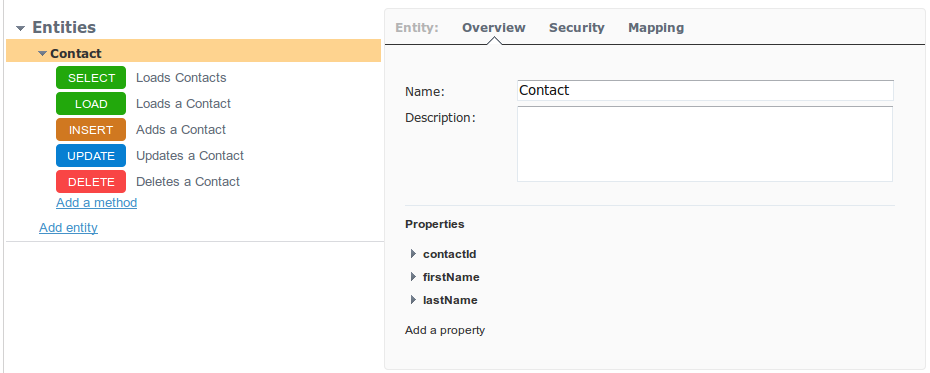 Entities
Contact
SELECT Loads Contacts
LOAD Loads a Contact
INSERT Adds a Contact
UPDATE Updates a Contact
DELETE Deletes a Contact
Add a method
Add entity
Entity: Overview Security Mapping
Name: Contact
Description:
Properties
contactId
firstName
lastName
Add a property